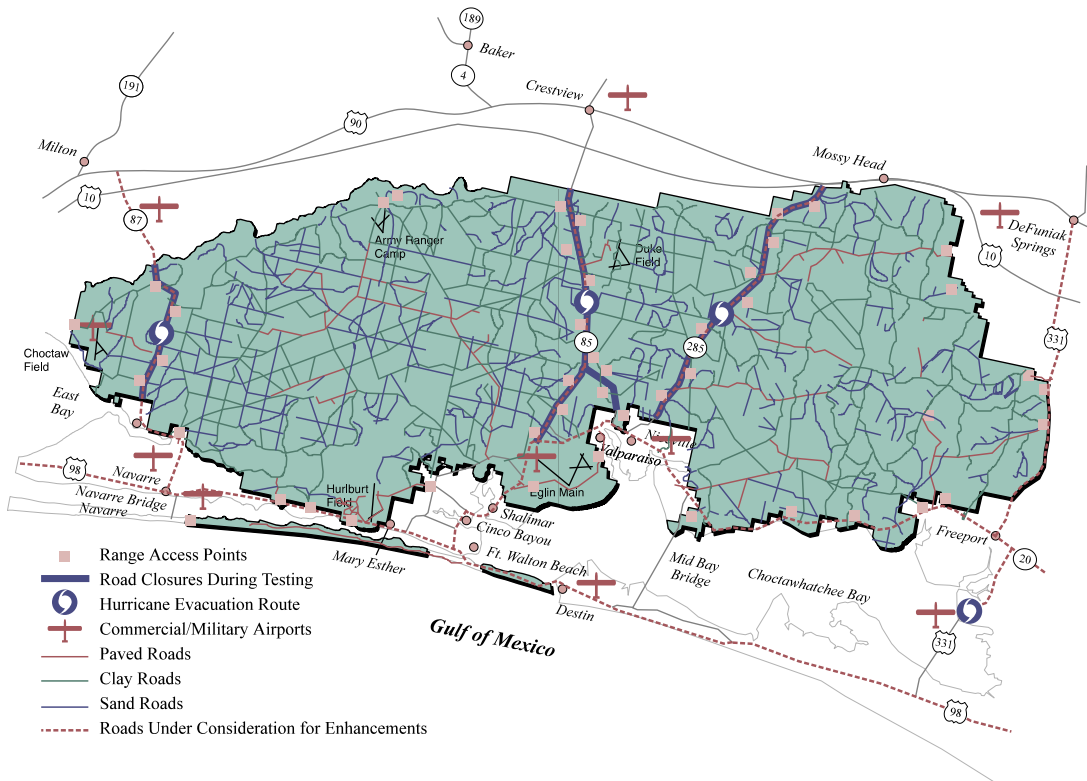 189
Baker
4
191
Crestview
90
Milton
Mossy Head
10
87
DeFuniak
Springs
Army Ranger
Camp
Duke
Field
10
331
Choctaw
Field
85
285
East
Bay
Niceville
Valparaiso
98
Navarre
Navarre Bridge
Navarre
Hurlburt
Field
Eglin Main
Shalimar
Cinco Bayou
Ft. Walton Beach
Mary Esther
Mid Bay
Bridge
Freeport
20
Choctawhatchee Bay
Destin
Gulf of Mexico
331
98
Range Access Points
Road Closures During Testing
Hurricane Evacuation Route
Commercial/Military Airports
Paved Roads
Clay Roads
Sand Roads
Roads Under Consideration for Enhancements